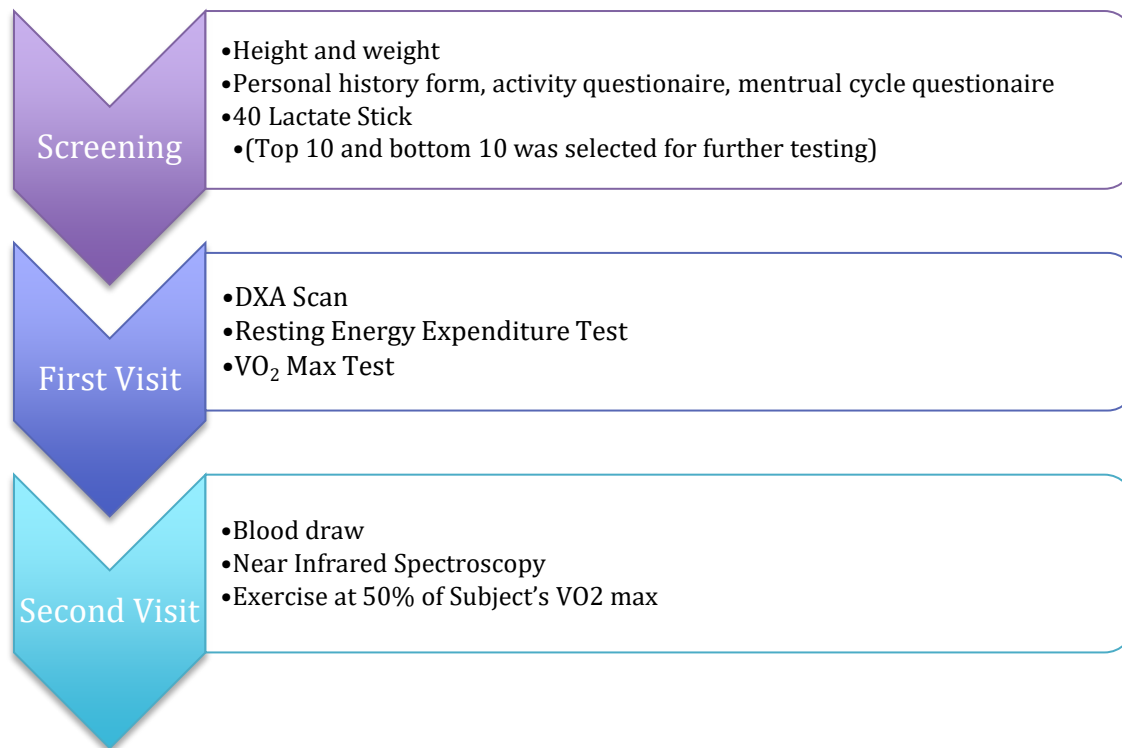 Screening
•Height and weight
•Personal history form, activity questionaire, mentrual cycle questionaire
•40 Lactate Stick
•(Top 10 and bottom 10 was selected for further testing)
First Visit
•DXA Scan
•Resting Energy Expenditure Test
•VO₂ Max Test
Second Visit
•Blood draw
•Near Infrared Spectroscopy
•Exercise at 50% of Subject’s VO2 max